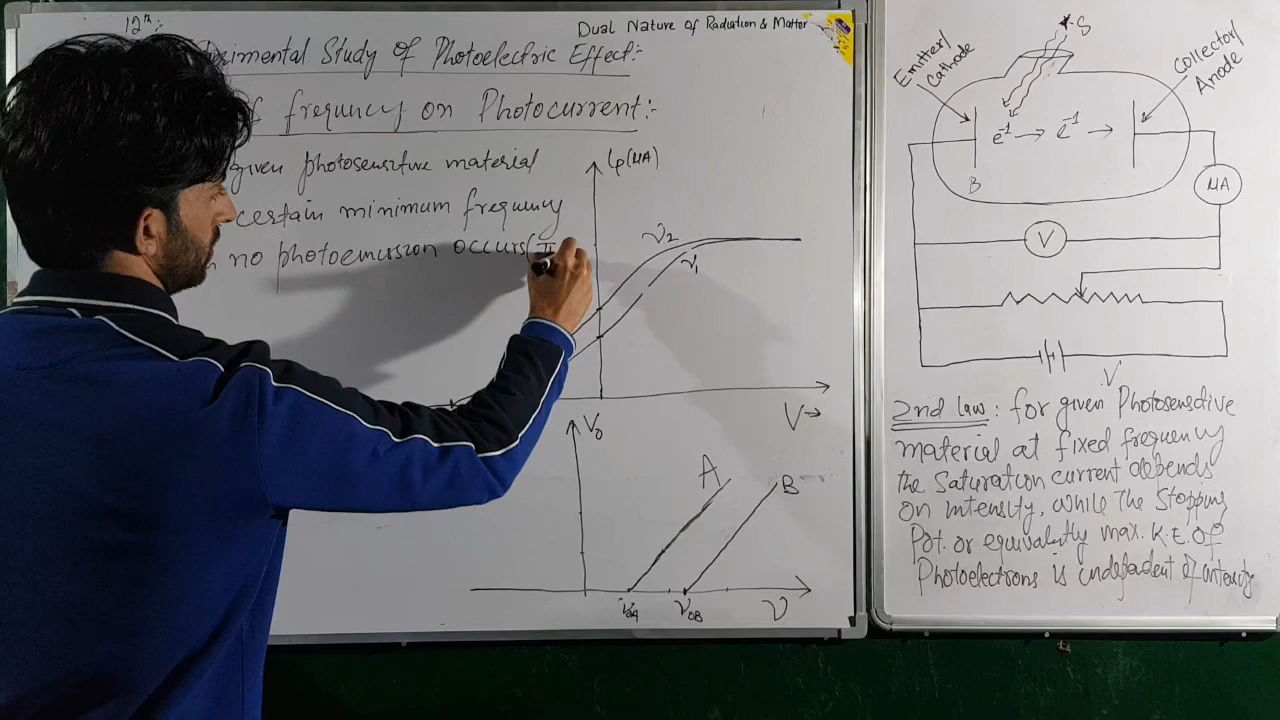 12th:
Dual Nature of Radiation & Matter
rimental Study of Photoelectric Effect:-
f frequncy on Photocurrent:-
given photosensitive material
certain minimum frequency
no photoemission occurs(I
ip(μA)
ν2
ν1
V→
V0
A
B
ν0A
ν0B
ν
S
Emitter/
Cathode
Collector/
Anode
e-1 → e-1 →
B
μA
V
V
2nd law: for given Photosensitive
material at fixed frequency
the Saturation current depends
on intensity, while the Stopping
Pot. or equivalently max. K.E. of
Photoelectrons is independent of intensity